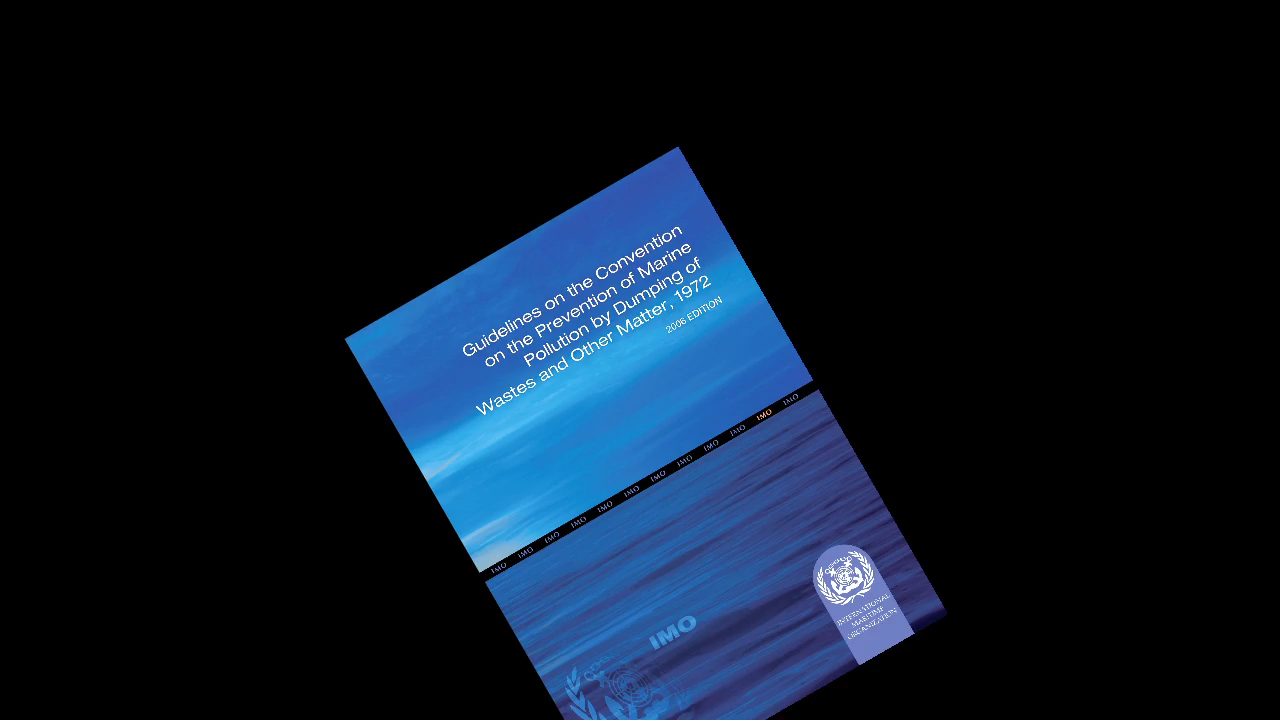 Guidelines on the Convention
on the Prevention of Marine
Pollution by Dumping of
Wastes and Other Matter, 1972
2006 EDITION
IMO IMO IMO IMO IMO IMO IMO IMO IMO IMO IMO IMO
IMO
INTERNATIONAL
MARITIME
ORGANIZATION